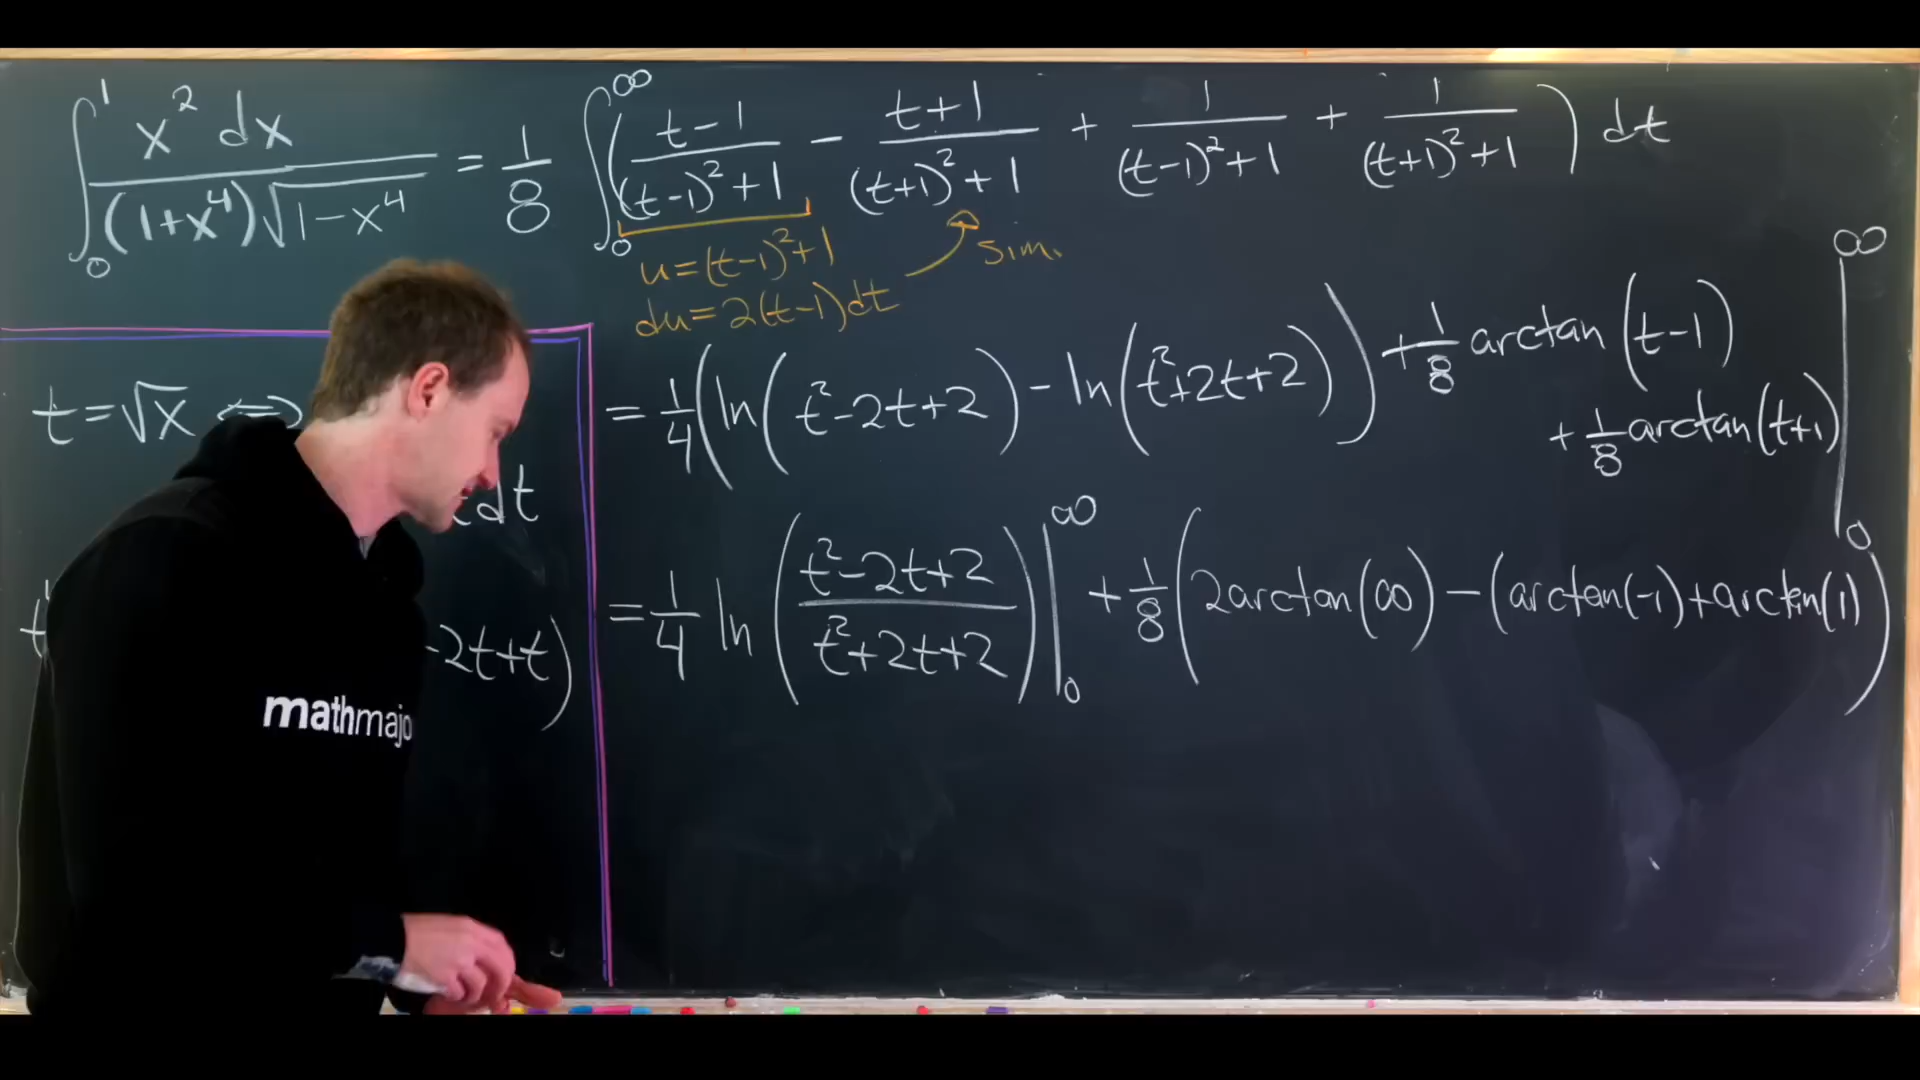 ∫₀¹ x² dx / ((1+x⁴)√(1−x⁴)) = 1/8 ∫₀^∞ ( (t−1)/((t−1)²+1) − (t+1)/((t+1)²+1) + 1/((t−1)²+1) + 1/((t+1)²+1) ) dt
u=(t−1)²+1
sim.
du=2(t−1)dt
= 1/4 ( ln(t²−2t+2) − ln(t²+2t+2) ) + 1/8 arctan(t−1)
+ 1/8 arctan(t+1) |₀^∞
= 1/4 ln( (t²−2t+2)/(t²+2t+2) ) |₀^∞ + 1/8 ( 2arctan(∞) − (arctan(−1)+arctan(1) )
t=√x ⟺
dt
-2t+t)
mathmajo